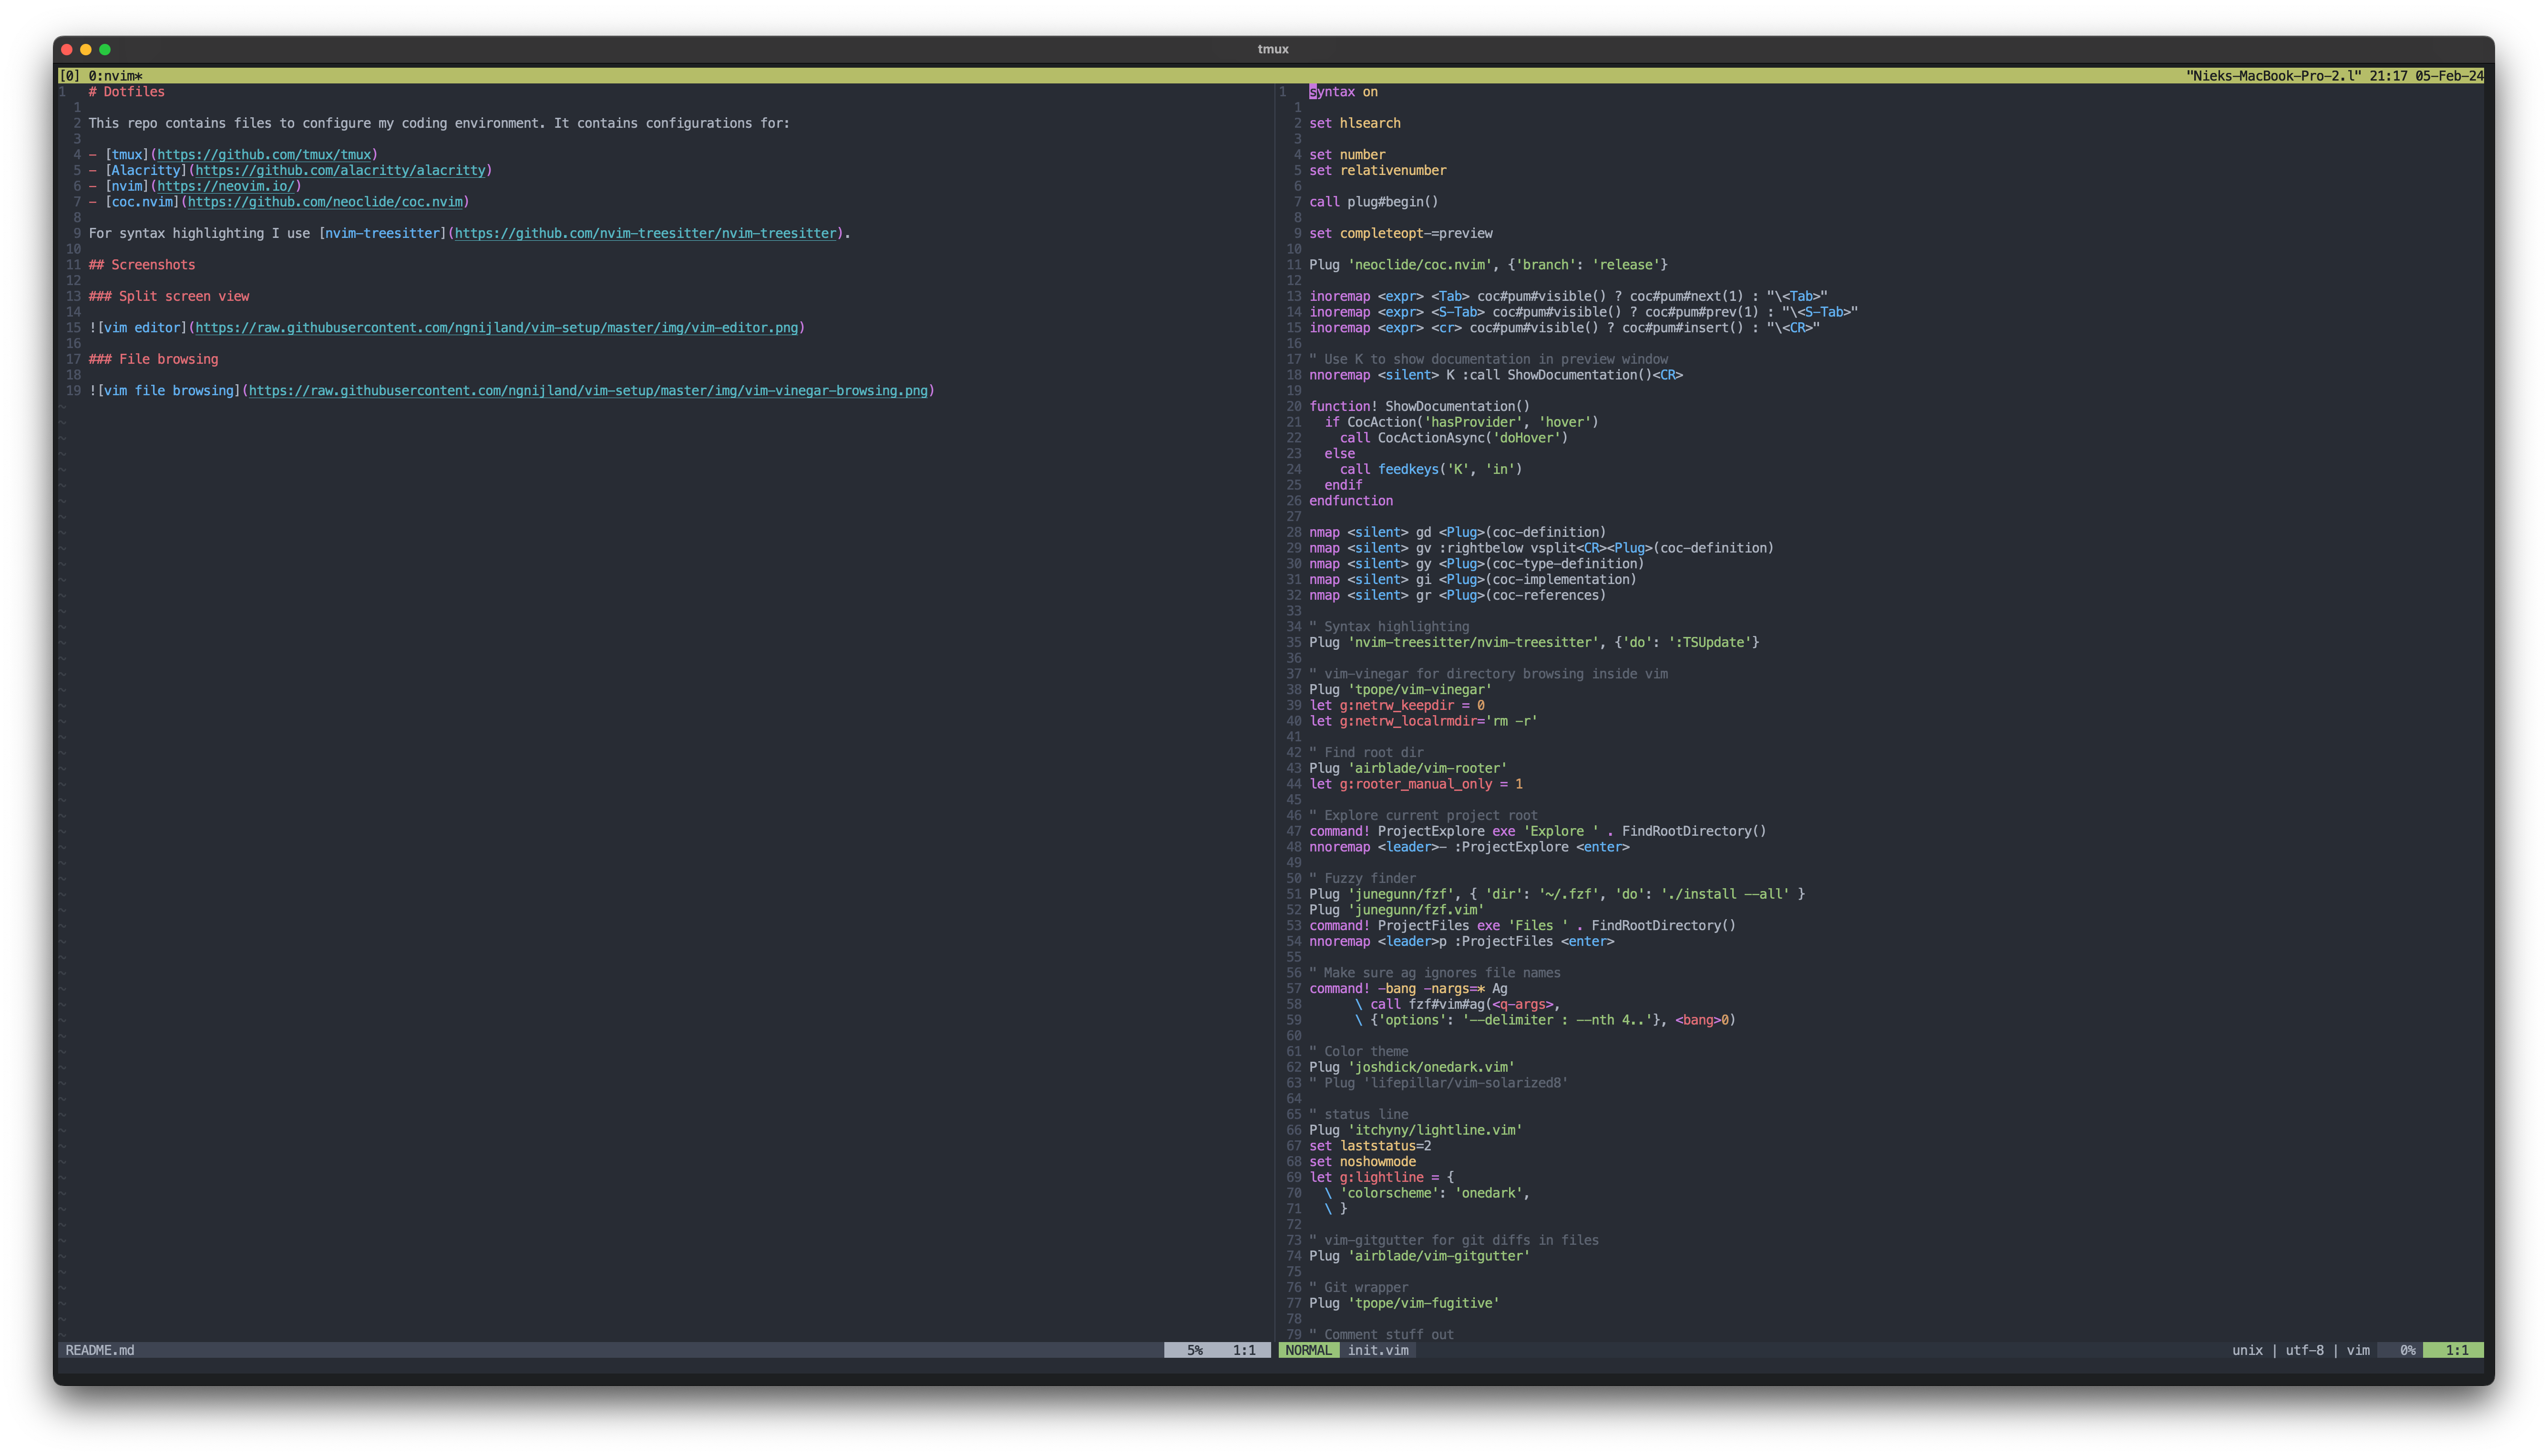 tmux
[0] 0:nvim*
"Nieks-MacBook-Pro-2.l" 21:17 05-Feb-24
1 # Dotfiles
1
2 This repo contains files to configure my coding environment. It contains configurations for:
3
4 - [tmux](https://github.com/tmux/tmux)
5 - [Alacritty](https://github.com/alacritty/alacritty)
6 - [nvim](https://neovim.io/)
7 - [coc.nvim](https://github.com/neoclide/coc.nvim)
8
9 For syntax highlighting I use [nvim-treesitter](https://github.com/nvim-treesitter/nvim-treesitter).
10
11 ## Screenshots
12
13 ### Split screen view
14
15 ![vim editor](https://raw.githubusercontent.com/ngnijland/vim-setup/master/img/vim-editor.png)
16
17 ### File browsing
18
19 ![vim file browsing](https://raw.githubusercontent.com/ngnijland/vim-setup/master/img/vim-vinegar-browsing.png)
README.md 5% 1:1
1 syntax on
1
2 set hlsearch
3
4 set number
5 set relativenumber
6
7 call plug#begin()
8
9 set completeopt-=preview
10
11 Plug 'neoclide/coc.nvim', {'branch': 'release'}
12
13 inoremap <expr> <Tab> coc#pum#visible() ? coc#pum#next(1) : "\<Tab>"
14 inoremap <expr> <S-Tab> coc#pum#visible() ? coc#pum#prev(1) : "\<S-Tab>"
15 inoremap <expr> <cr> coc#pum#visible() ? coc#pum#insert() : "\<CR>"
16
17 " Use K to show documentation in preview window
18 nnoremap <silent> K :call ShowDocumentation()<CR>
19
20 function! ShowDocumentation()
21   if CocAction('hasProvider', 'hover')
22     call CocActionAsync('doHover')
23   else
24     call feedkeys('K', 'in')
25   endif
26 endfunction
27
28 nmap <silent> gd <Plug>(coc-definition)
29 nmap <silent> gv :rightbelow vsplit<CR><Plug>(coc-definition)
30 nmap <silent> gy <Plug>(coc-type-definition)
31 nmap <silent> gi <Plug>(coc-implementation)
32 nmap <silent> gr <Plug>(coc-references)
33
34 " Syntax highlighting
35 Plug 'nvim-treesitter/nvim-treesitter', {'do': ':TSUpdate'}
36
37 " vim-vinegar for directory browsing inside vim
38 Plug 'tpope/vim-vinegar'
39 let g:netrw_keepdir = 0
40 let g:netrw_localrmdir='rm -r'
41
42 " Find root dir
43 Plug 'airblade/vim-rooter'
44 let g:rooter_manual_only = 1
45
46 " Explore current project root
47 command! ProjectExplore exe 'Explore ' . FindRootDirectory()
48 nnoremap <leader>- :ProjectExplore <enter>
49
50 " Fuzzy finder
51 Plug 'junegunn/fzf', { 'dir': '~/.fzf', 'do': './install --all' }
52 Plug 'junegunn/fzf.vim'
53 command! ProjectFiles exe 'Files ' . FindRootDirectory()
54 nnoremap <leader>p :ProjectFiles <enter>
55
56 " Make sure ag ignores file names
57 command! -bang -nargs=* Ag
58       \ call fzf#vim#ag(<q-args>,
59       \ {'options': '--delimiter : --nth 4..'}, <bang>0)
60
61 " Color theme
62 Plug 'joshdick/onedark.vim'
63 " Plug 'lifepillar/vim-solarized8'
64
65 " status line
66 Plug 'itchyny/lightline.vim'
67 set laststatus=2
68 set noshowmode
69 let g:lightline = {
70   \ 'colorscheme': 'onedark',
71   \ }
72
73 " vim-gitgutter for git diffs in files
74 Plug 'airblade/vim-gitgutter'
75
76 " Git wrapper
77 Plug 'tpope/vim-fugitive'
78
79 " Comment stuff out
NORMAL init.vim unix | utf-8 | vim 0% 1:1